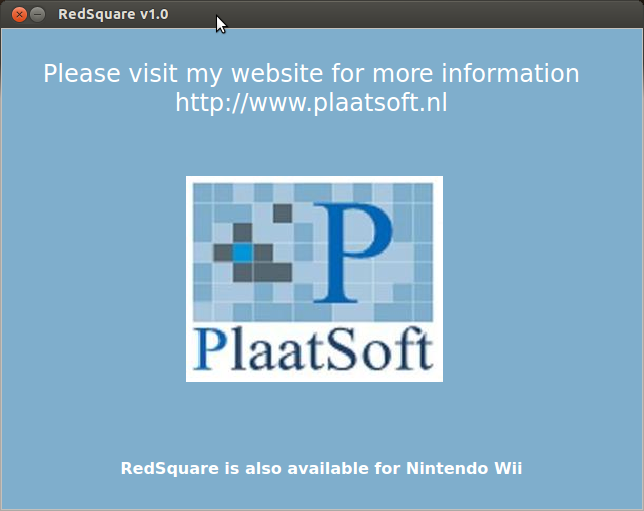 RedSquare v1.0
Please visit my website for more information
http://www.plaatsoft.nl
P
PlaatSoft
RedSquare is also available for Nintendo Wii